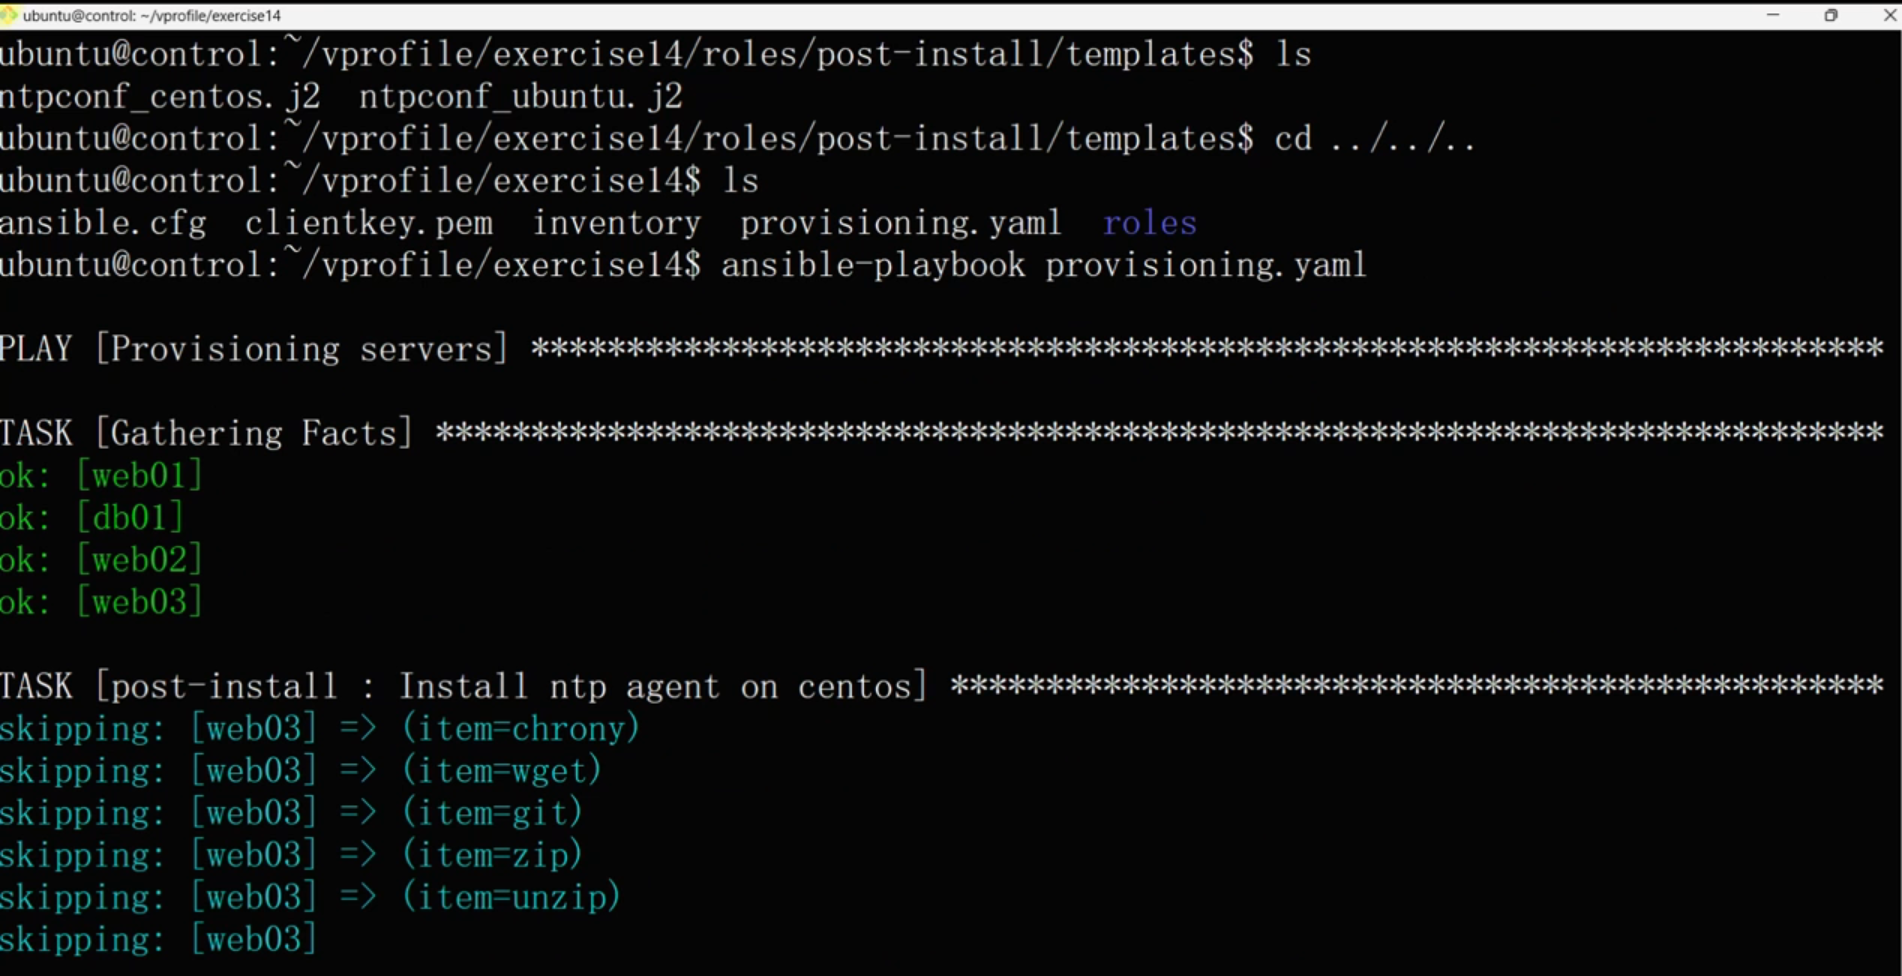 ubuntu@control: ~/vprofile/exercise14
ubuntu@control:~/vprofile/exercise14/roles/post-install/templates$ ls
ntpconf_centos.j2  ntpconf_ubuntu.j2
ubuntu@control:~/vprofile/exercise14/roles/post-install/templates$ cd ../../..
ubuntu@control:~/vprofile/exercise14$ ls
ansible.cfg  clientkey.pem  inventory  provisioning.yaml  roles
ubuntu@control:~/vprofile/exercise14$ ansible-playbook provisioning.yaml
PLAY [Provisioning servers] ***********************************************************************
TASK [Gathering Facts] ****************************************************************************
ok: [web01]
ok: [db01]
ok: [web02]
ok: [web03]
TASK [post-install : Install ntp agent on centos] *************************************************
skipping: [web03] => (item=chrony)
skipping: [web03] => (item=wget)
skipping: [web03] => (item=git)
skipping: [web03] => (item=zip)
skipping: [web03] => (item=unzip)
skipping: [web03]